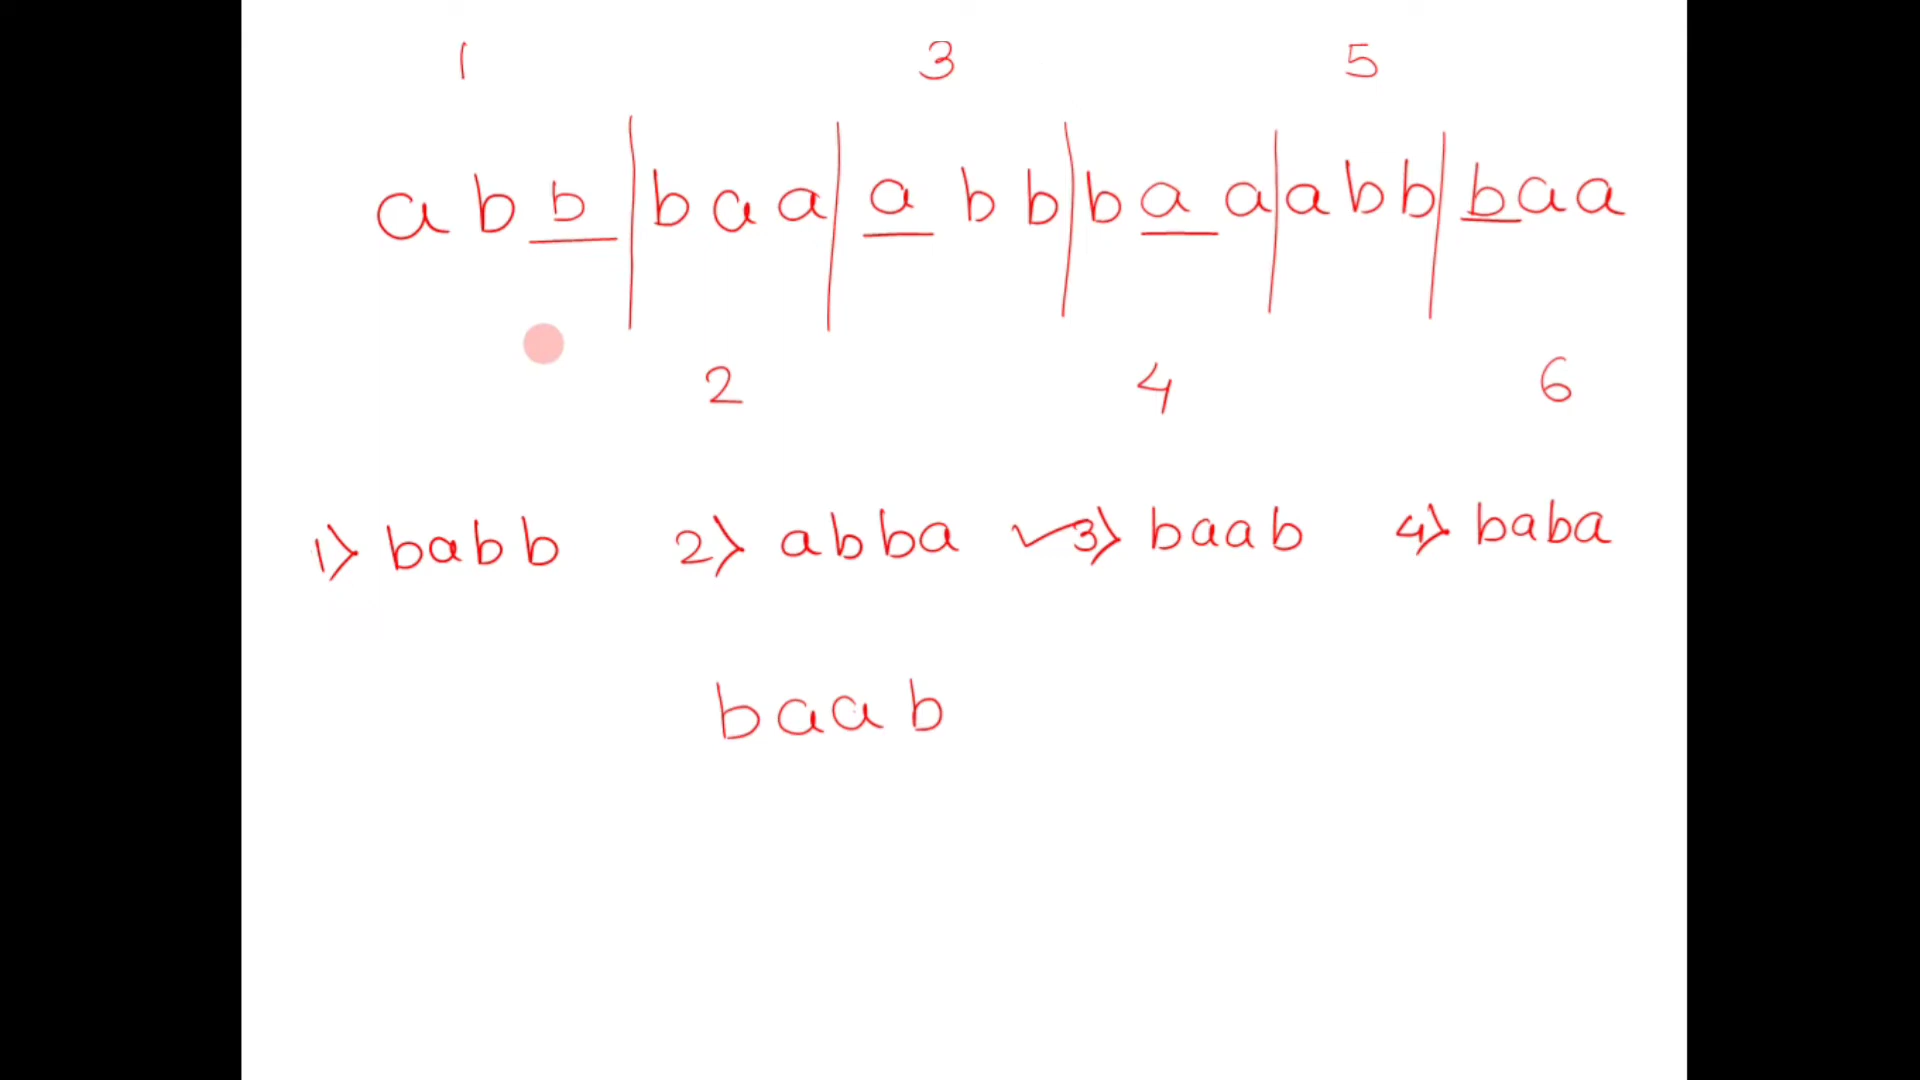 1 3 5
a b b | b a a | a b b | b a a | a b b | b a a
2 4 6
1) babb 2) abba ✓3) baab 4) baba
baab